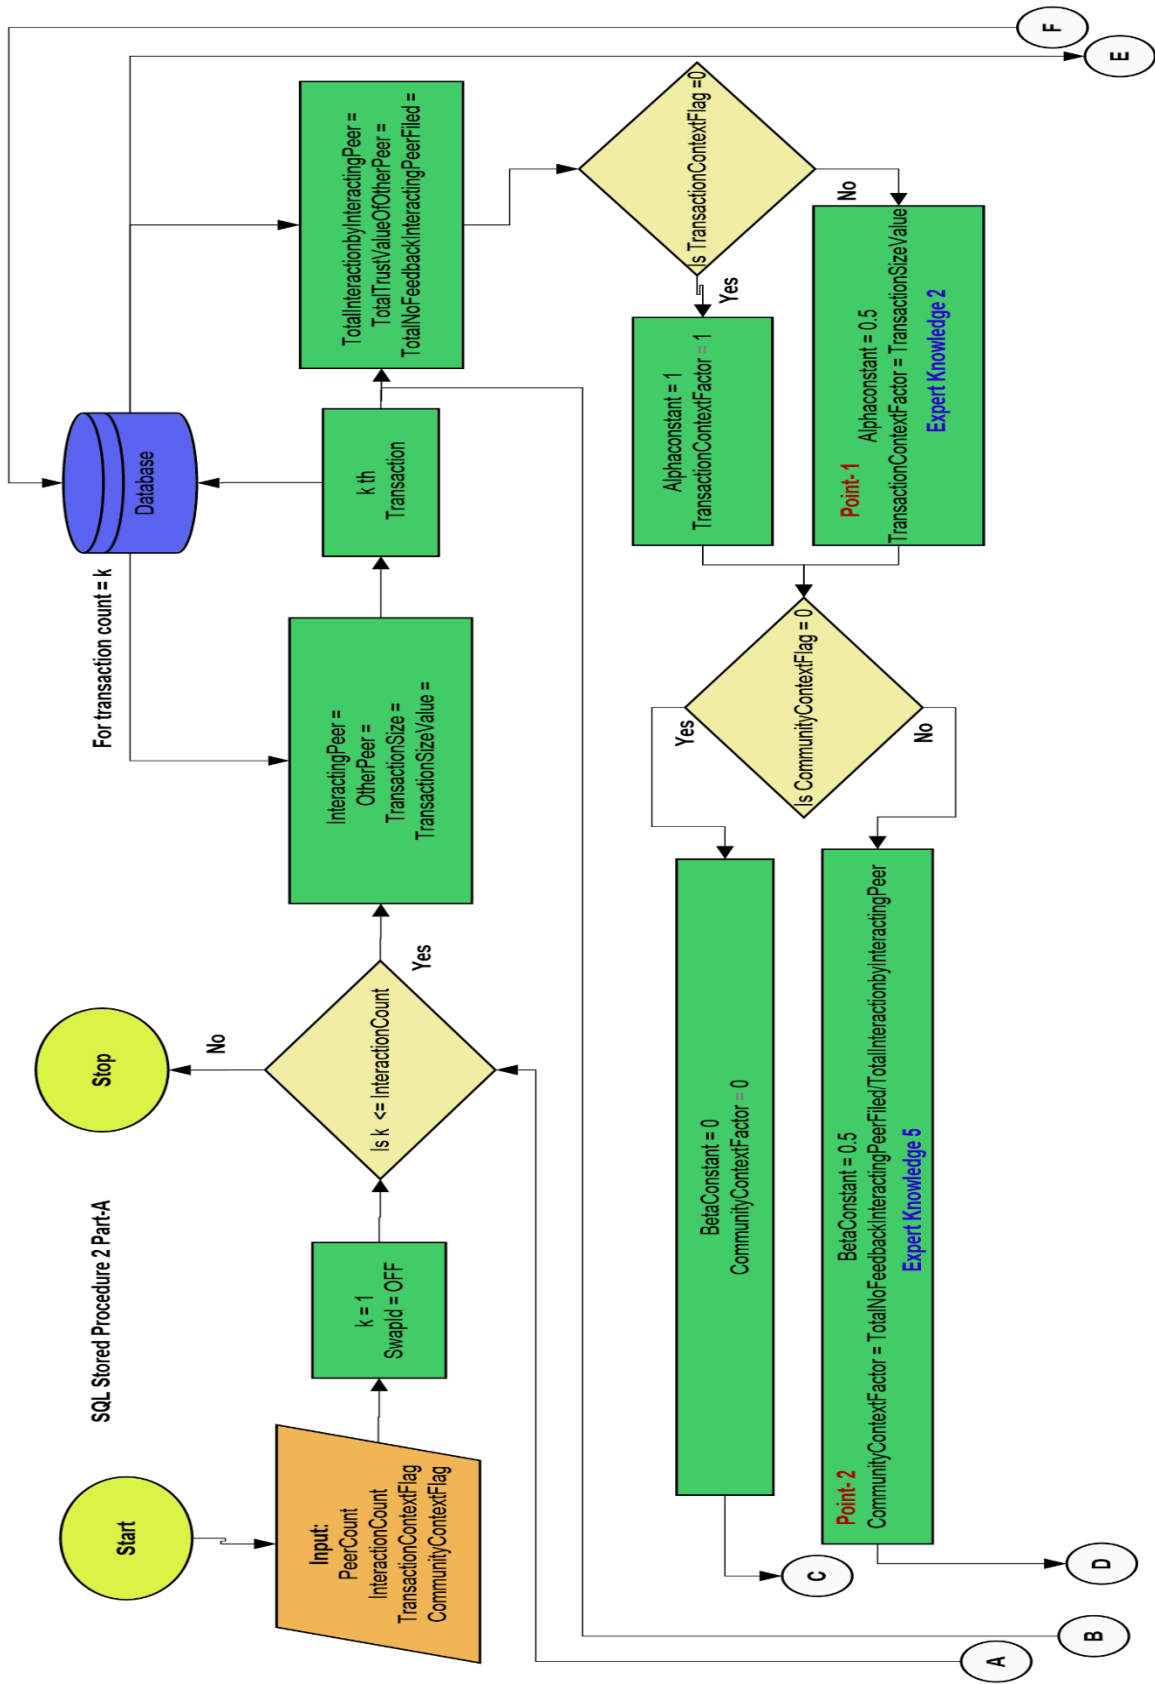 SQL Stored Procedure 2 Part-A
Start
Input:
PeerCount
InteractionCount
TransactionContextFlag
CommunityContextFlag
k = 1
SwapId = OFF
Is k <= InteractionCount
No
Stop
Yes
InteractingPeer =
OtherPeer =
TransactionSize =
TransactionSizeValue =
For transaction count = k
Database
k th
Transaction
TotalInteractionbyInteractingPeer =
TotalTrustValueOfOtherPeer =
TotalNoFeedbackInteractingPeerFiled =
Is TransactionContextFlag =0
Yes
No
Alphaconstant = 1
TransactionContextFactor = 1
Point- 1
Alphaconstant = 0.5
TransactionContextFactor = TransactionSizeValue
Expert Knowledge 2
Is CommunityContextFlag = 0
Yes
No
BetaConstant = 0
CommunityContextFactor = 0
Point- 2
BetaConstant = 0.5
CommunityContextFactor = TotalNoFeedbackInteractingPeerFiled/TotalInteractionbyInteractingPeer
Expert Knowledge 5
A
B
C
D
E
F